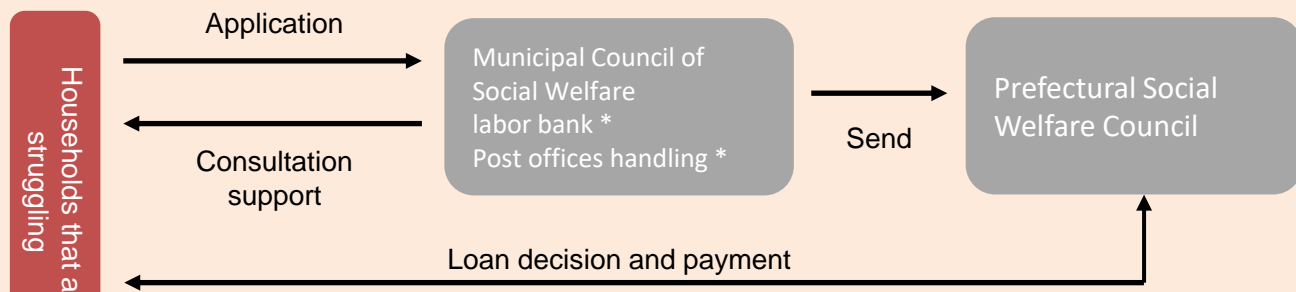 Households that a
struggling
Application
Consultation
support
Municipal Council of
Social Welfare
labor bank *
Post offices handling *
Send
Prefectural Social
Welfare Council
Loan decision and payment